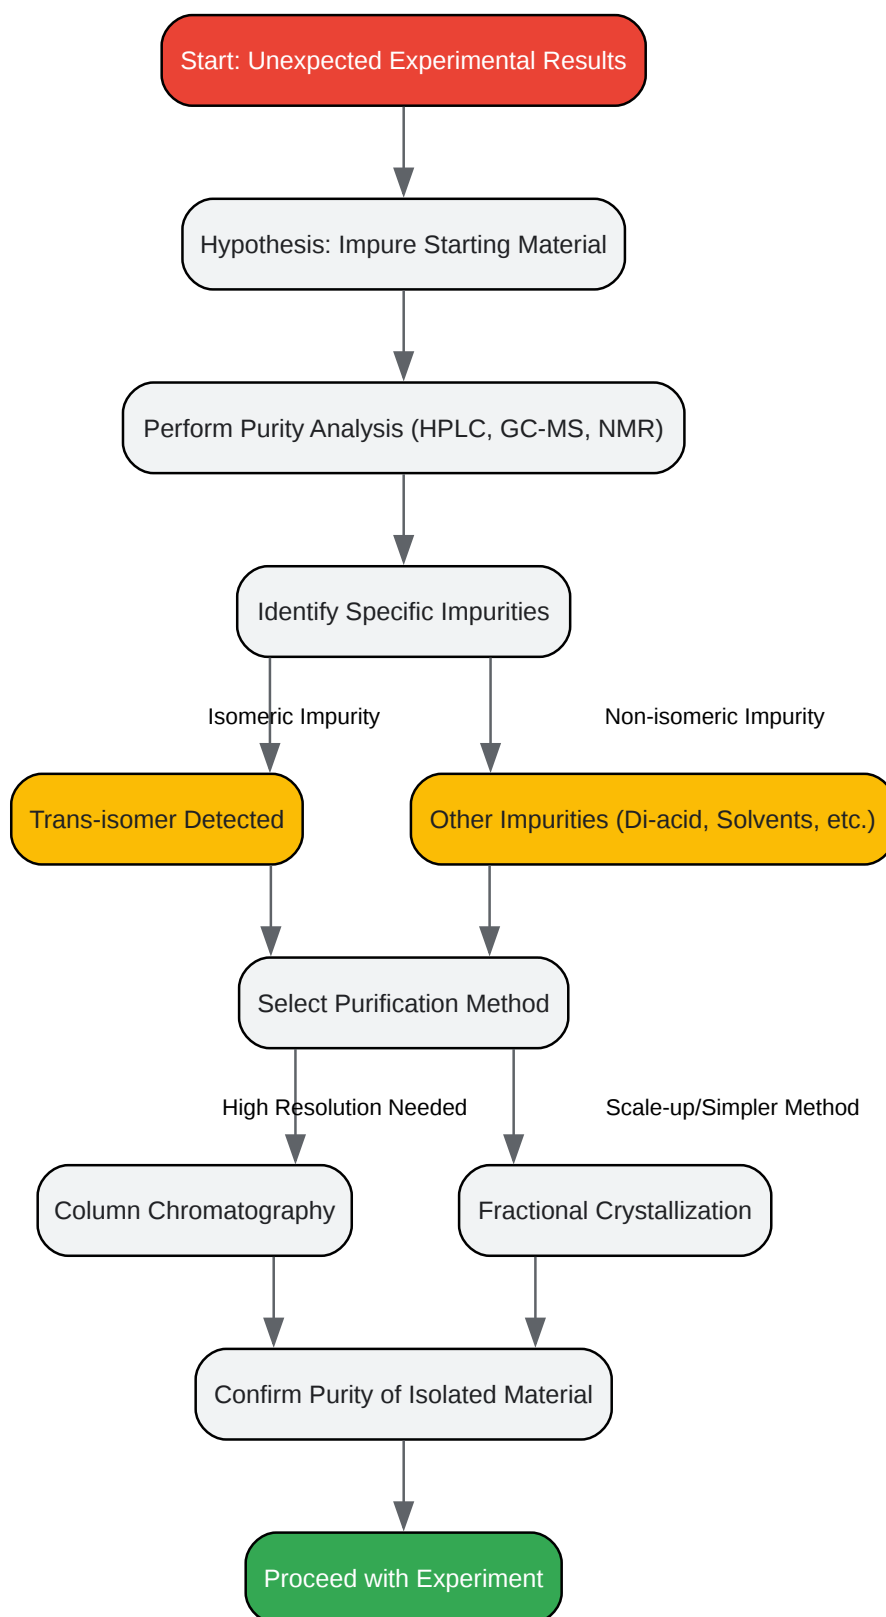 Start: Unexpected Experimental Results
Hypothesis: Impure Starting Material
Perform Purity Analysis (HPLC, GC-MS, NMR)
Identify Specific Impurities
Isomeric Impurity
Non-isomeric Impurity
Trans-isomer Detected
Other Impurities (Di-acid, Solvents, etc.)
Select Purification Method
High Resolution Needed
Scale-up/Simpler Method
Column Chromatography
Fractional Crystallization
Confirm Purity of Isolated Material
Proceed with Experiment